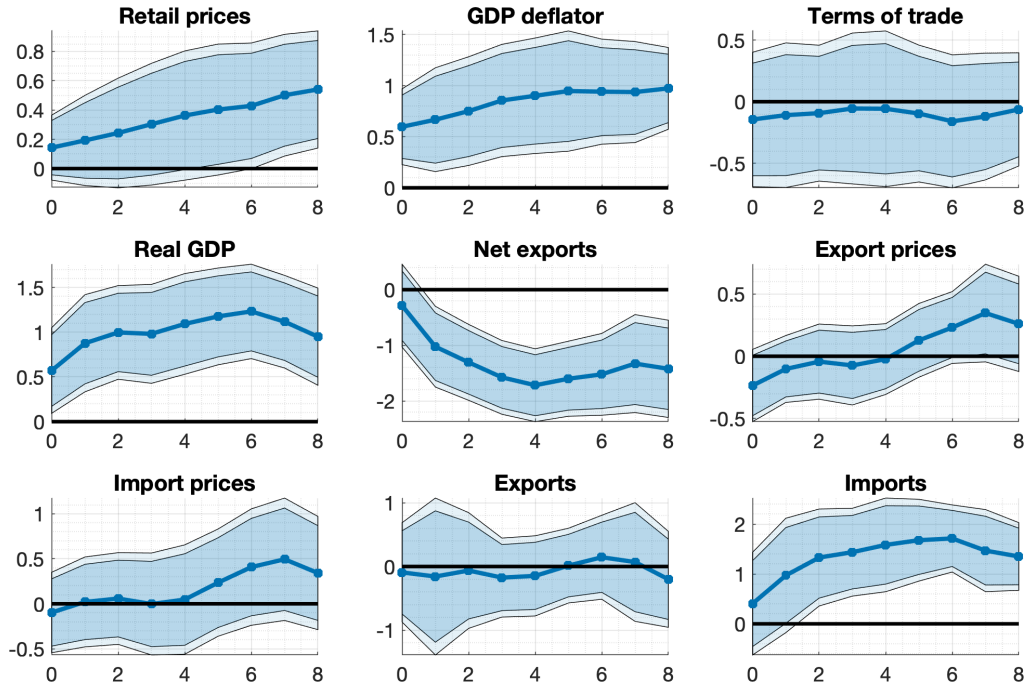 Retail prices
GDP deflator
Terms of trade
0.8
0.6
0.4
0.2
0
0 2 4 6 8
1.5
1
0.5
0
0 2 4 6 8
0.5
0
-0.5
0 2 4 6 8
Real GDP
Net exports
Export prices
1.5
1
0.5
0
0 2 4 6 8
0
-1
-2
0 2 4 6 8
0.5
0
-0.5
0 2 4 6 8
Import prices
Exports
Imports
1
0.5
0
-0.5
0 2 4 6 8
1
0
-1
0 2 4 6 8
2
1
0
0 2 4 6 8